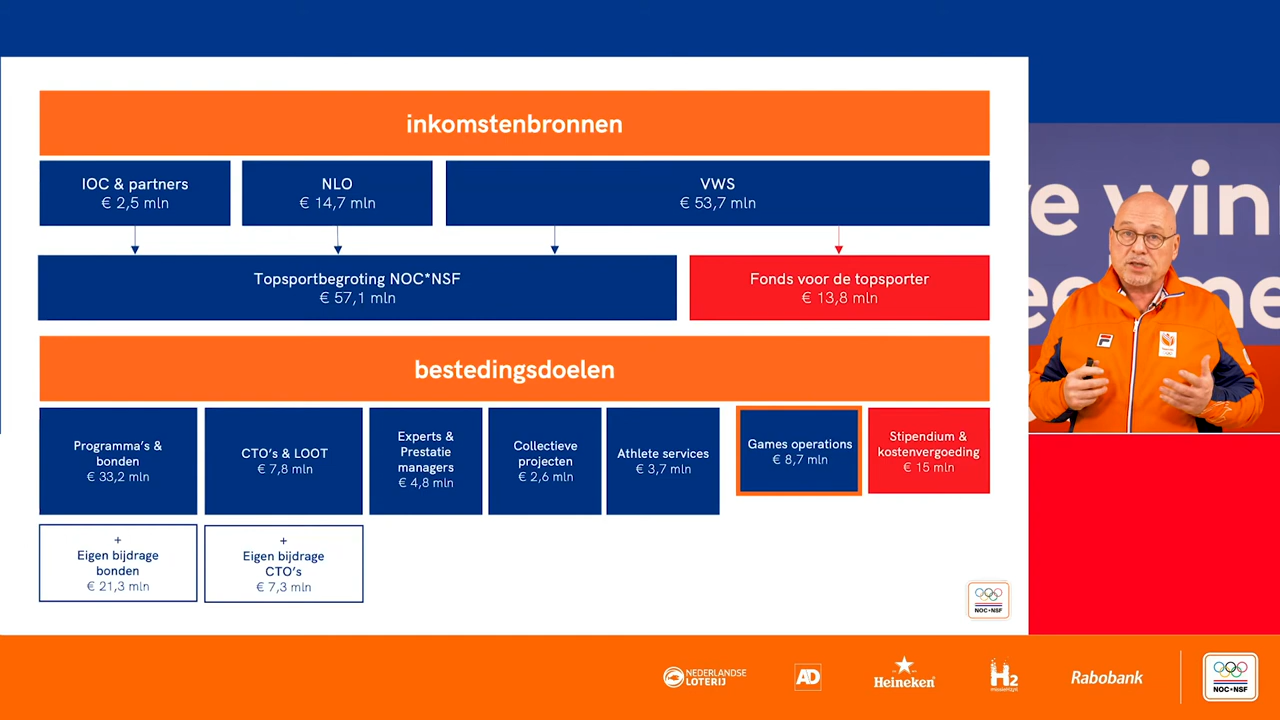 inkomstenbronnen
IOC & partners
€ 2,5 mln
NLO
€ 14,7 mln
VWS
€ 53,7 mln
Topsportbegroting NOC*NSF
€ 57,1 mln
Fonds voor de topsporter
€ 13,8 mln
bestedingsdoelen
Programma's &
bonden
€ 33,2 mln
CTO's & LOOT
€ 7,8 mln
Experts &
Prestatie
managers
€ 4,8 mln
Collectieve
projecten
€ 2,6 mln
Athlete services
€ 3,7 mln
Games operations
€ 8,7 mln
Stipendium &
kostenvergoeding
€ 15 mln
+
Eigen bijdrage
bonden
€ 21,3 mln
+
Eigen bijdrage
CTO's
€ 7,3 mln
NOC*NSF
FILA
NEDERLANDSE
LOTERIJ
AD
Heineken
H2
Rabobank
NOC*NSF